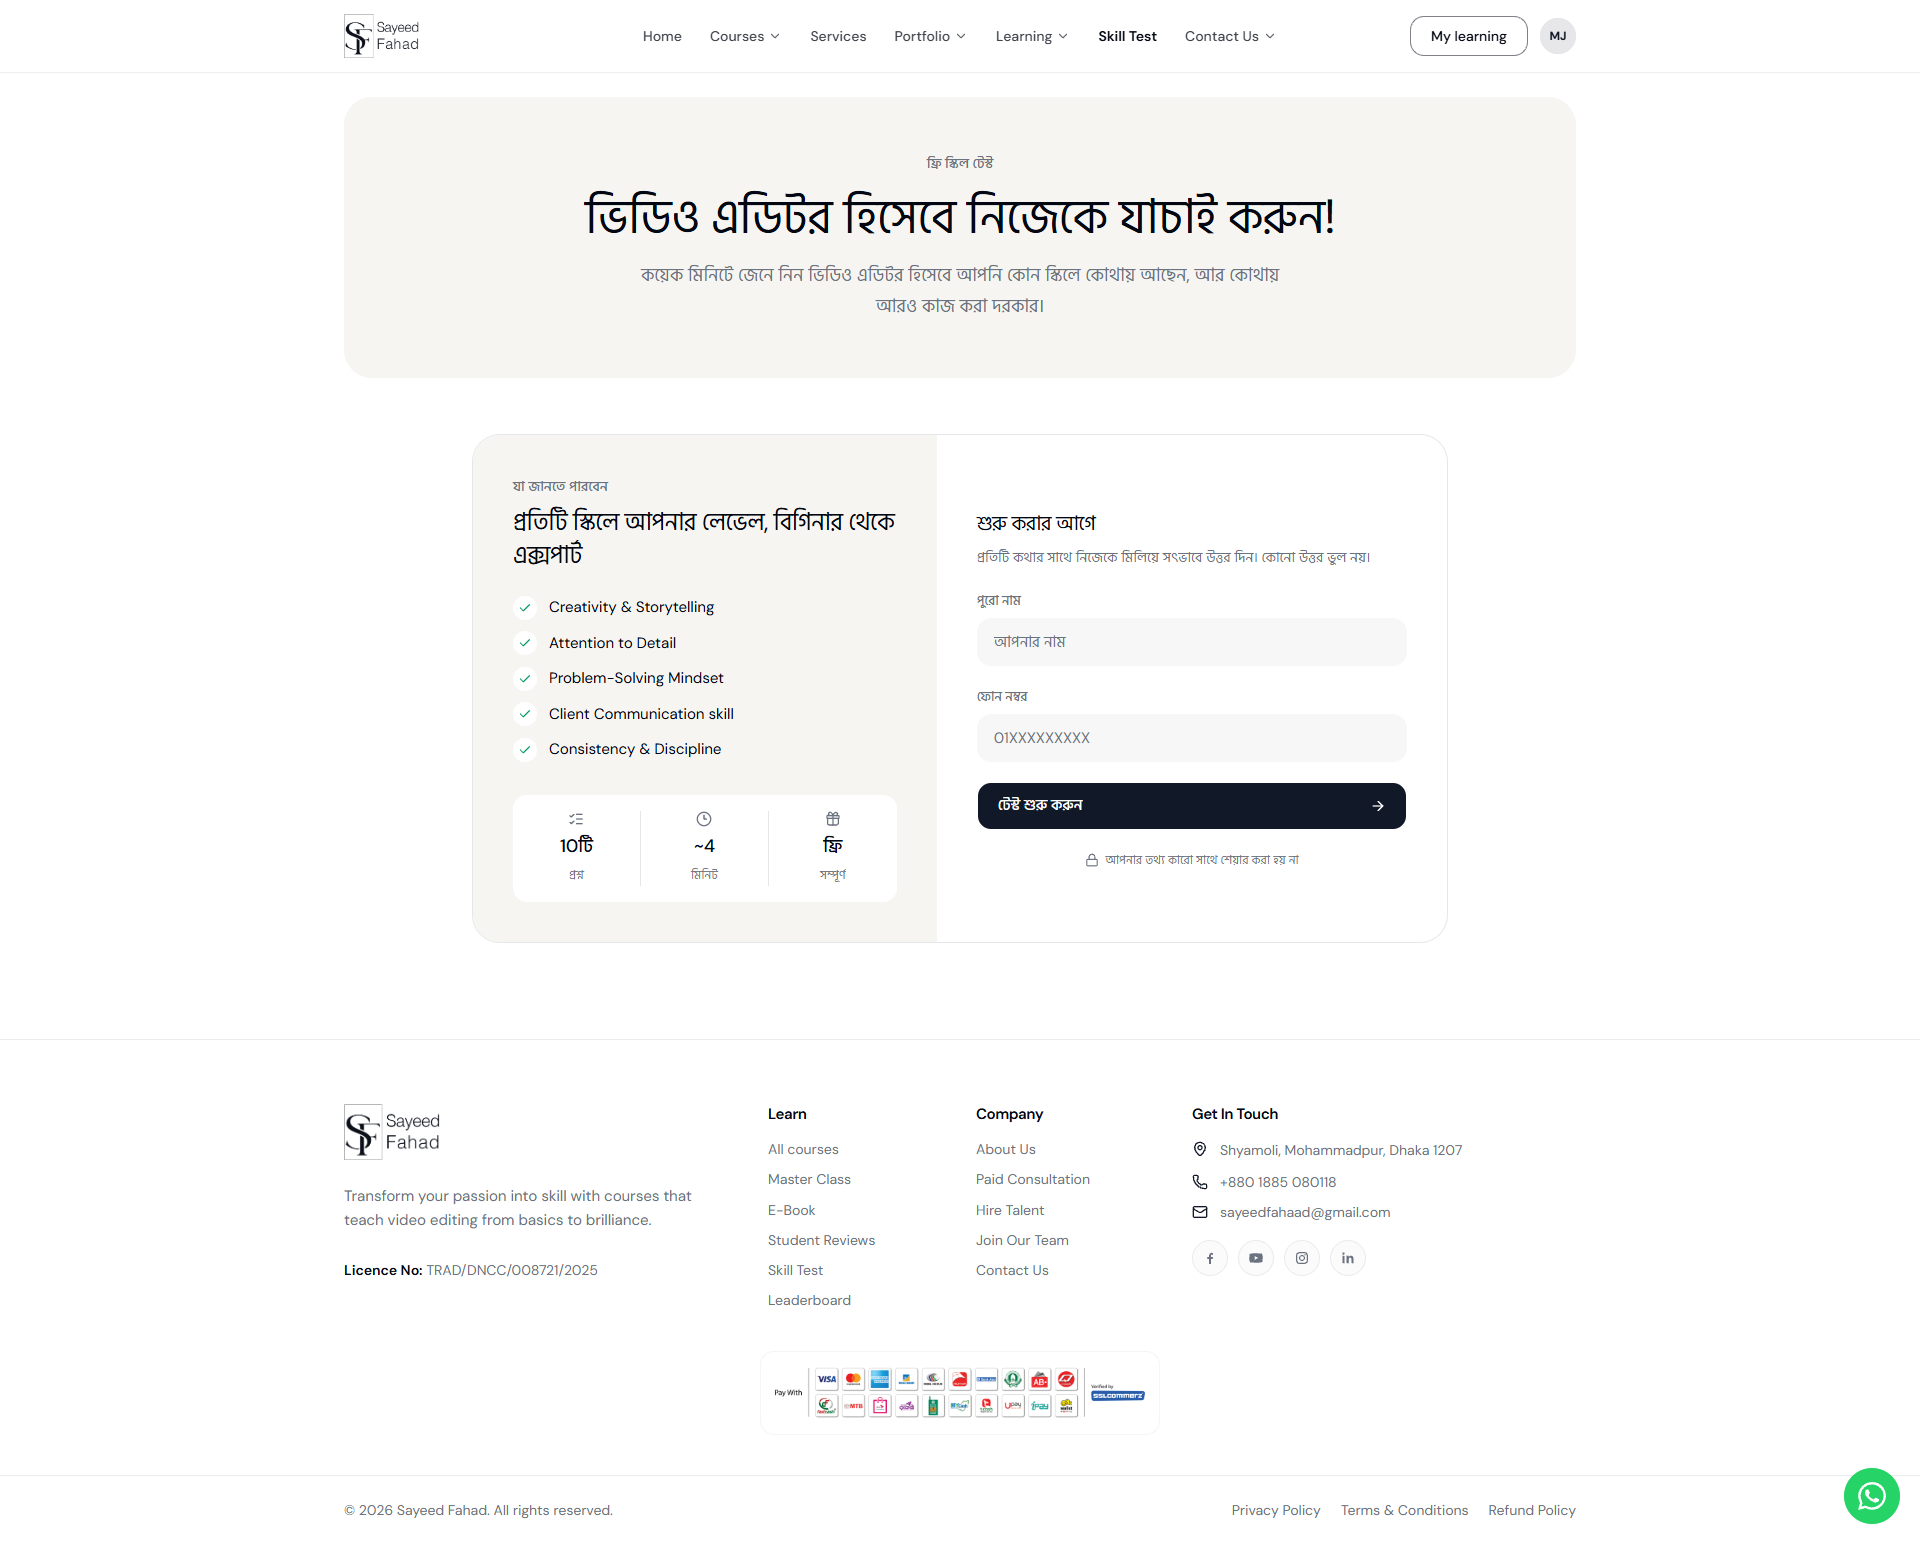 SF Sayeed Fahad
Home
Courses
Services
Portfolio
Learning
Skill Test
Contact Us
My learning
MJ
ফ্রি স্কিল টেস্ট
ভিডিও এডিটর হিসেবে নিজেকে যাচাই করুন!
কয়েক মিনিটে জেনে নিন ভিডিও এডিটর হিসেবে আপনি কোন স্কিলে কোথায় আছেন, আর কোথায়
আরও কাজ করা দরকার।
যা জানতে পারবেন
প্রতিটি স্কিলে আপনার লেভেল, বিগিনার থেকে
এক্সপার্ট
Creativity & Storytelling
Attention to Detail
Problem-Solving Mindset
Client Communication skill
Consistency & Discipline
10টি
প্রশ্ন
~4
মিনিট
ফ্রি
সম্পূর্ণ
শুরু করার আগে
প্রতিটি কথার সাথে নিজেকে মিলিয়ে সৎভাবে উত্তর দিন। কোনো উত্তর ভুল নয়।
পুরো নাম
আপনার নাম
ফোন নম্বর
01XXXXXXXXX
টেস্ট শুরু করুন
আপনার তথ্য কারো সাথে শেয়ার করা হয় না
SF Sayeed Fahad
Transform your passion into skill with courses that
teach video editing from basics to brilliance.
Licence No: TRAD/DNCC/008721/2025
Learn
All courses
Master Class
E-Book
Student Reviews
Skill Test
Leaderboard
Company
About Us
Paid Consultation
Hire Talent
Join Our Team
Contact Us
Get In Touch
Shyamoli, Mohammadpur, Dhaka 1207
+880 1885 080118
sayeedfahaad@gmail.com
Pay With
VISA
MTB
Upay
Verified by
SSLCOMMERZ
© 2026 Sayeed Fahad. All rights reserved.
Privacy Policy
Terms & Conditions
Refund Policy